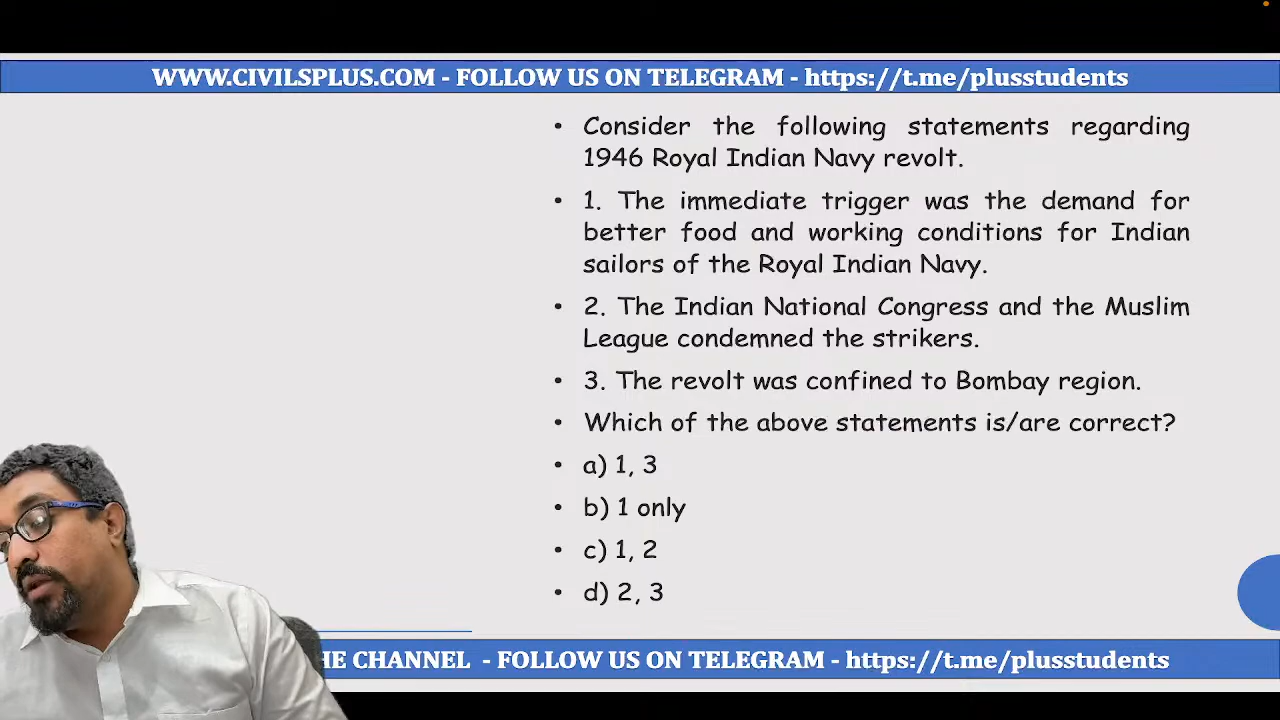 WWW.CIVILSPLUS.COM - FOLLOW US ON TELEGRAM - https://t.me/plusstudents
• Consider the following statements regarding
1946 Royal Indian Navy revolt.
• 1. The immediate trigger was the demand for
better food and working conditions for Indian
sailors of the Royal Indian Navy.
• 2. The Indian National Congress and the Muslim
League condemned the strikers.
• 3. The revolt was confined to Bombay region.
• Which of the above statements is/are correct?
• a) 1, 3
• b) 1 only
• c) 1, 2
• d) 2, 3
CHANNEL - FOLLOW US ON TELEGRAM - https://t.me/plusstudents